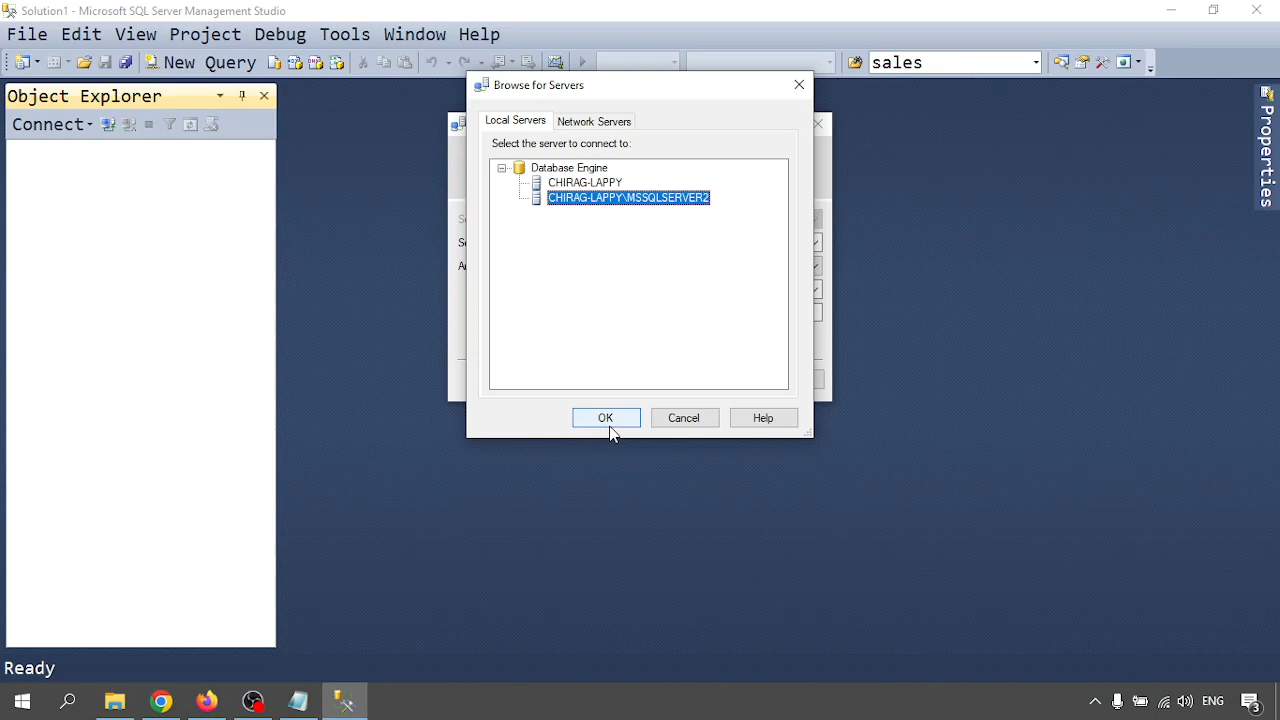 Solution1 - Microsoft SQL Server Management Studio
File Edit View Project Debug Tools Window Help
New Query
sales
Object Explorer
Connect
Browse for Servers
Local Servers
Network Servers
Select the server to connect to:
Database Engine
CHIRAG-LAPPY
CHIRAG-LAPPY\MSSQLSERVER2
OK
Cancel
Help
Properties
Ready
ENG
3